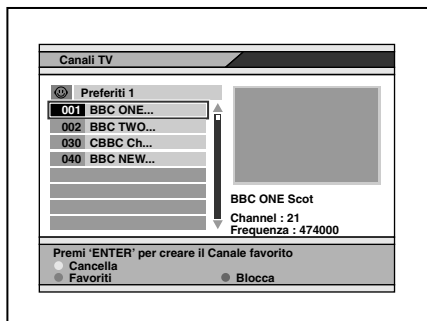 Canali TV
Preferiti 1
001 BBC ONE...
002 BBC TWO...
030 CBBC Ch...
040 BBC NEW...
BBC ONE Scot
Channel : 21
Frequenza : 474000
Premi ‘ENTER’ per creare il Canale favorito
Cancella
Favoriti
Blocca